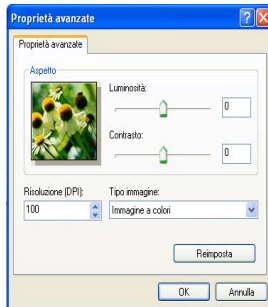 Proprietà avanzate
Proprietà avanzate
Aspetto
Luminosità:
0
Contrasto:
0
Risoluzione (DPI):
Tipo immagine:
100
Immagine a colori
Reimposta
OK
Annulla